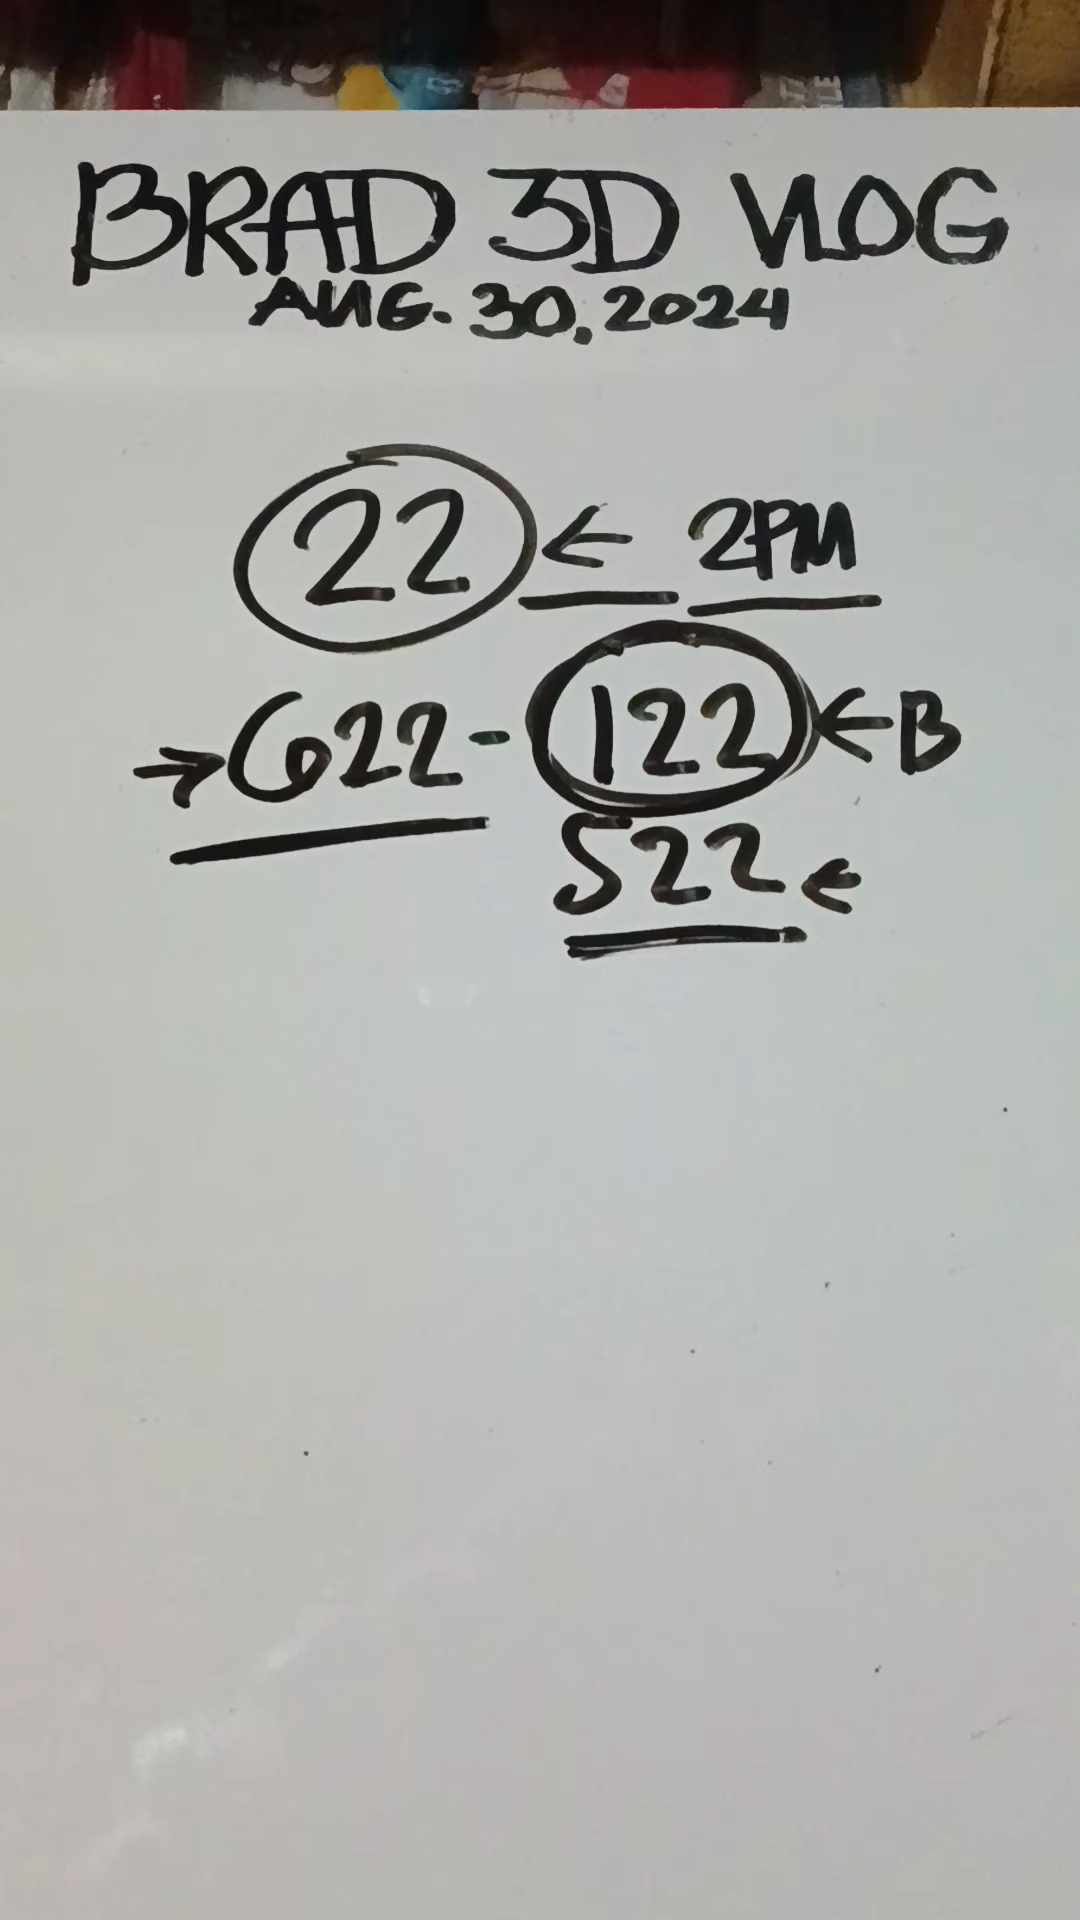 BRAD 3D VLOG
AUG. 30, 2024
22 ← 2PM
→ 622 - 122 ← B
522 ←